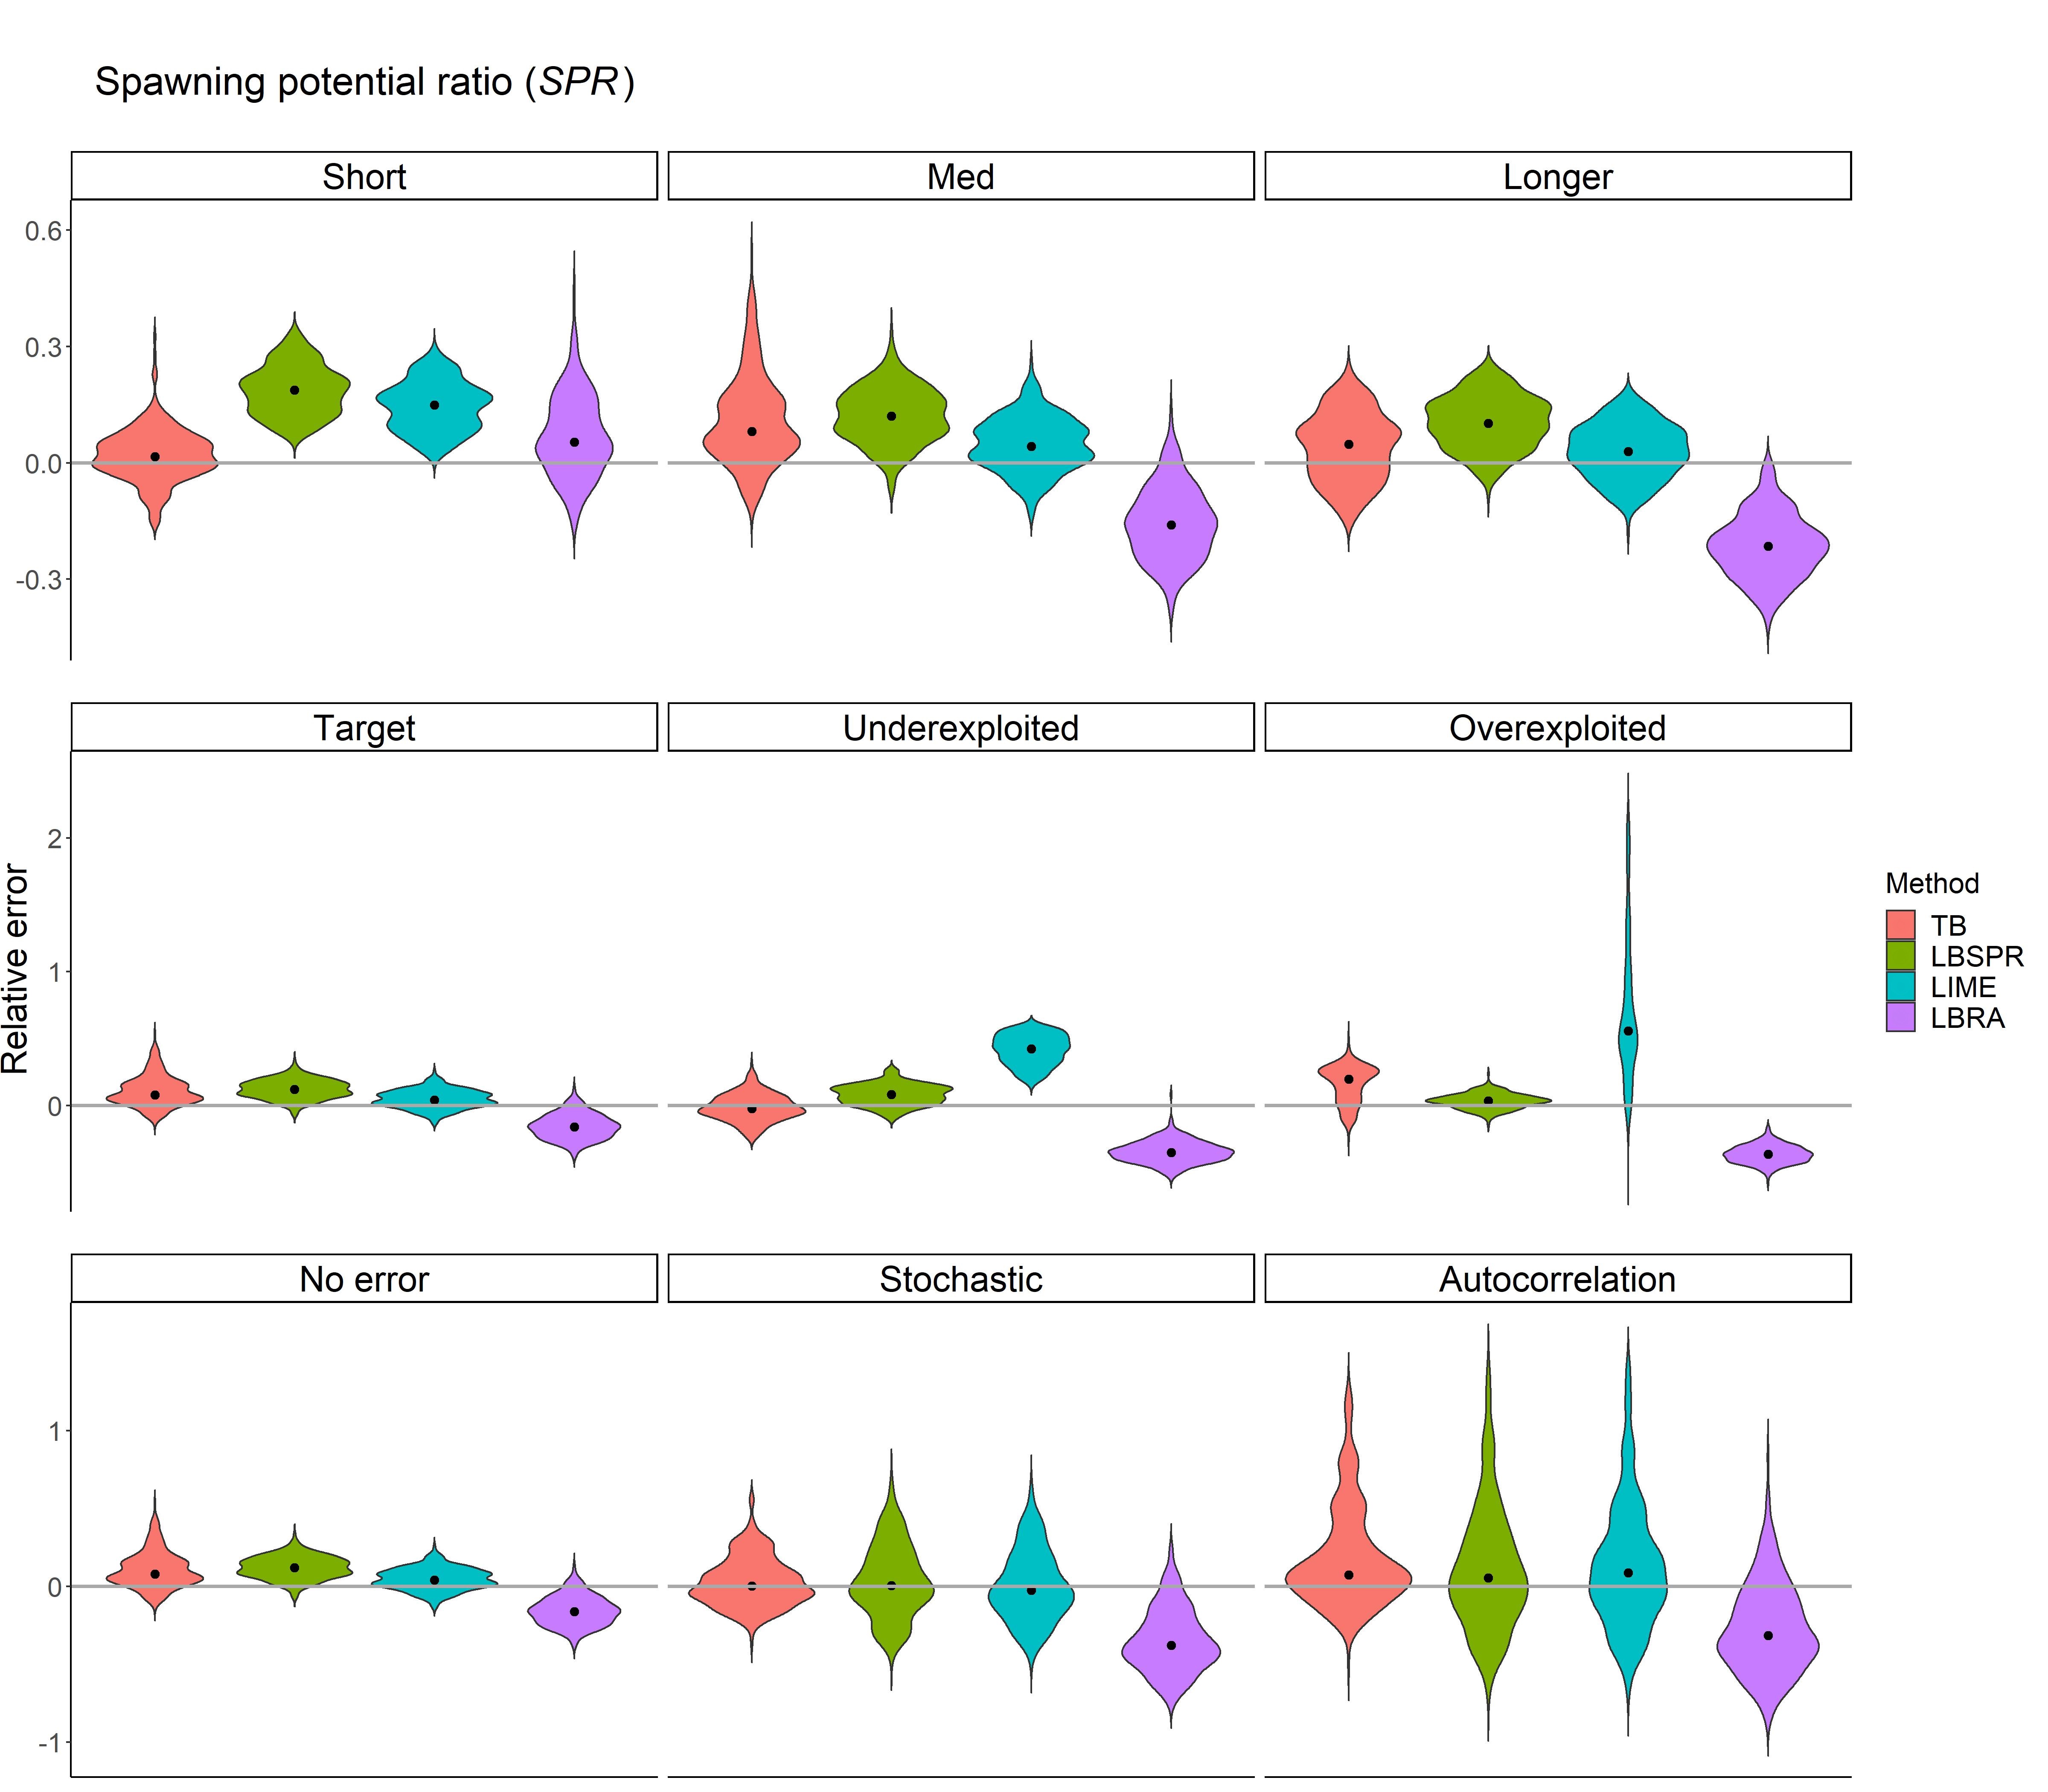 Spawning potential ratio (SPR)
Short
Med
Longer
0.6
0.3
0.0
-0.3
Target
Underexploited
Overexploited
2
1
0
Relative error
Method
TB
LBSPR
LIME
LBRA
No error
Stochastic
Autocorrelation
1
0
-1